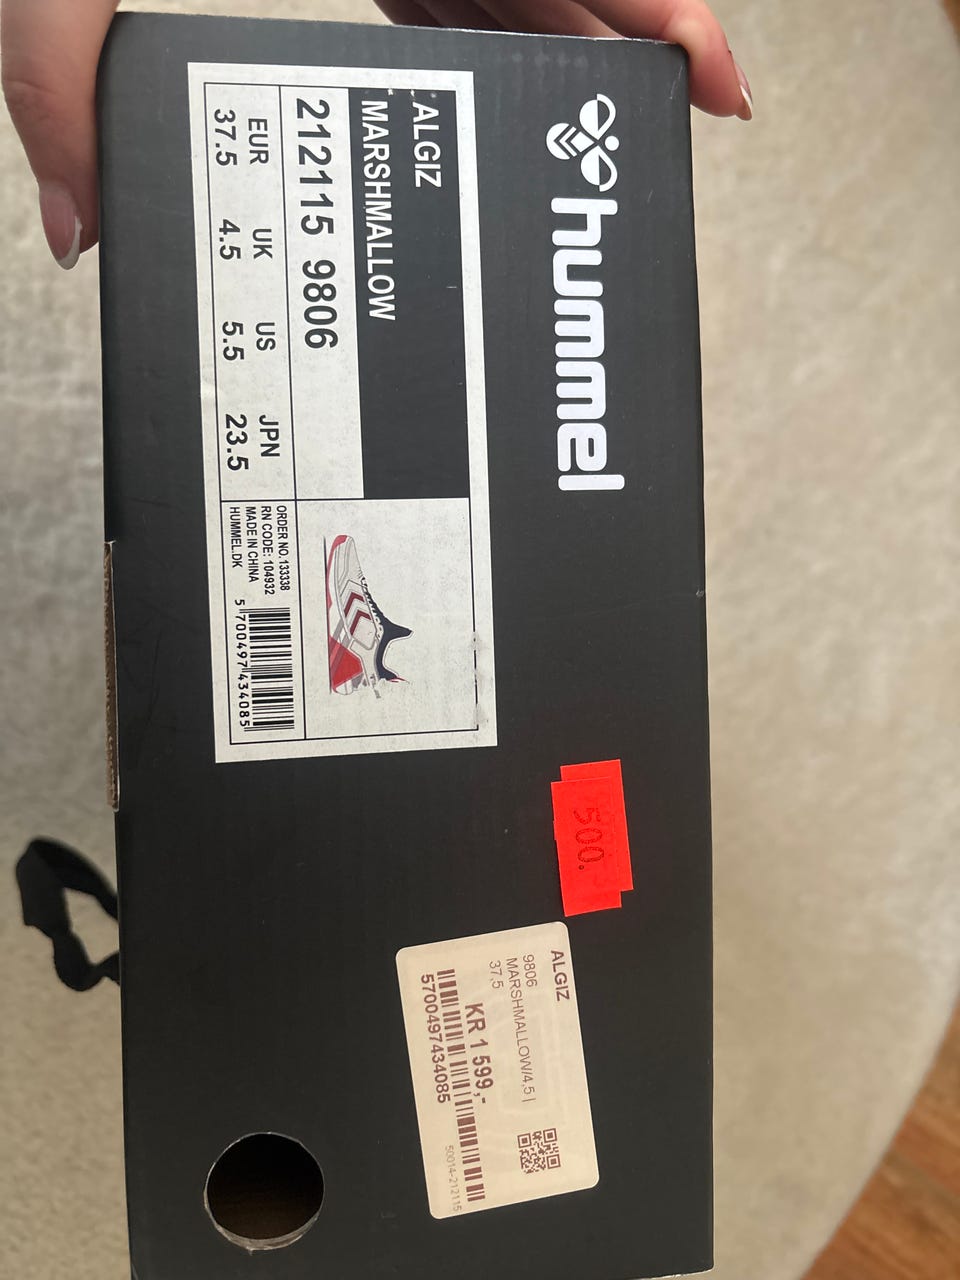 hummel
ALGIZ
MARSHMALLOW
212115 9806
EUR UK US JPN
37.5 4.5 5.5 23.5
ORDER NO. 133338
RN CODE: 104932
MADE IN CHINA
HUMMEL.DK
5 700497 434085
500.
ALGIZ
9806
MARSHMALLOW/4,5 |
37,5
KR 1 599,-
5700497434085
50014-212115